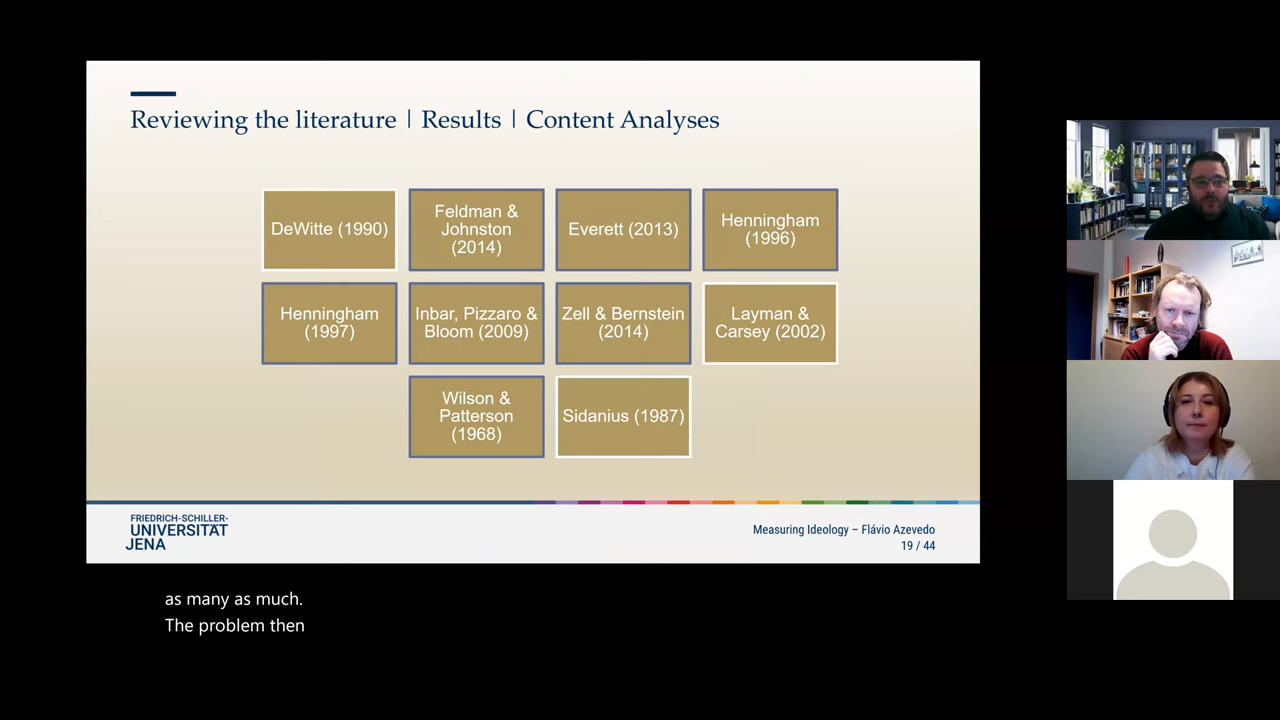 Reviewing the literature | Results | Content Analyses
DeWitte (1990)
Feldman &
Johnston
(2014)
Everett (2013)
Henningham
(1996)
Henningham
(1997)
Inbar, Pizzaro &
Bloom (2009)
Zell & Bernstein
(2014)
Layman &
Carsey (2002)
Wilson &
Patterson
(1968)
Sidanius (1987)
FRIEDRICH-SCHILLER-
UNIVERSITÄT
JENA
Measuring Ideology – Flávio Azevedo
19 / 44
as many as much.
The problem then